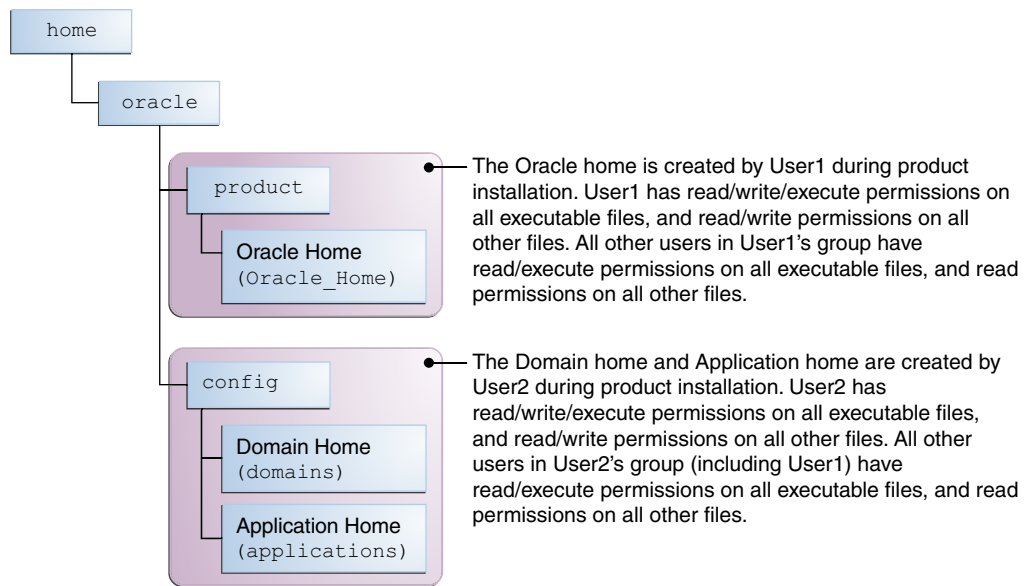 home
oracle
product
Oracle Home
(Oracle_Home)
The Oracle home is created by User1 during product
installation. User1 has read/write/execute permissions on
all executable files, and read/write permissions on all
other files. All other users in User1's group have
read/execute permissions on all executable files, and read
permissions on all other files.
config
Domain Home
(domains)
Application Home
(applications)
The Domain home and Application home are created by
User2 during product installation. User2 has
read/write/execute permissions on all executable files,
and read/write permissions on all other files. All other
users in User2's group (including User1) have
read/execute permissions on all executable files, and read
permissions on all other files.